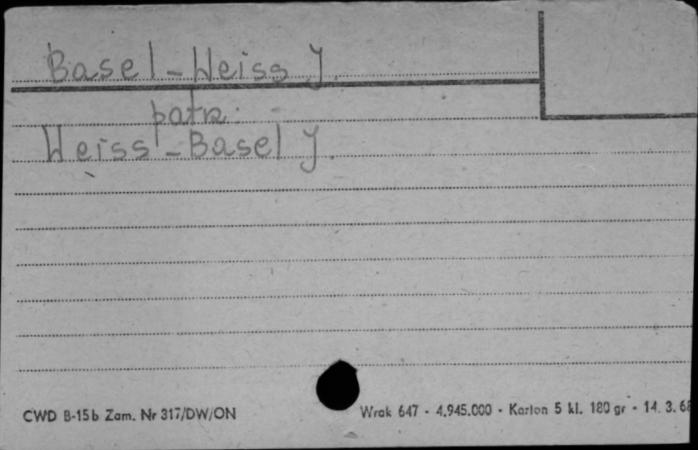 Basel-Weiss J.
patrz:
Weiss-Basel J.
CWD B-15b Zam. Nr 317/DW/ON Wrak 647 - 4.945.000 - Karton 5 kl. 180 gr - 14. 3. 68